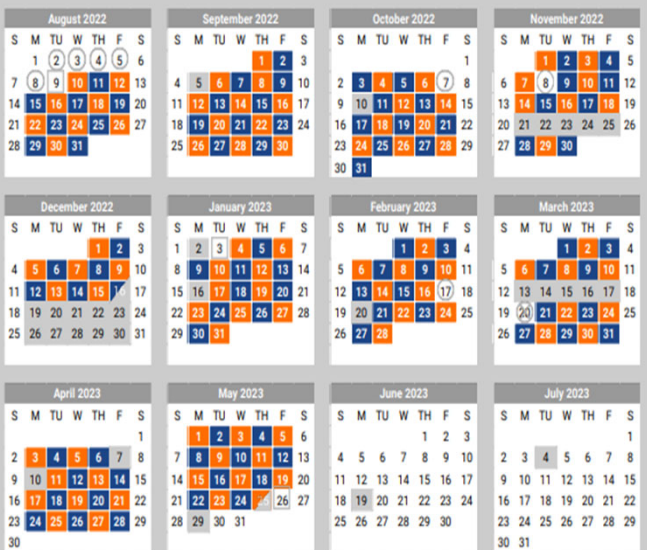 August 2022
S M TU W TH F S
1 2 3 4 5 6
7 8 9 10 11 12 13
14 15 16 17 18 19 20
21 22 23 24 25 26 27
28 29 30 31
September 2022
S M TU W TH F S
1 2 3
4 5 6 7 8 9 10
11 12 13 14 15 16 17
18 19 20 21 22 23 24
25 26 27 28 29 30
October 2022
S M TU W TH F S
1
2 3 4 5 6 7 8
9 10 11 12 13 14 15
16 17 18 19 20 21 22
23 24 25 26 27 28 29
30 31
November 2022
S M TU W TH F S
1 2 3 4 5
6 7 8 9 10 11 12
13 14 15 16 17 18 19
20 21 22 23 24 25 26
27 28 29 30
December 2022
S M TU W TH F S
1 2 3
4 5 6 7 8 9 10
11 12 13 14 15 16 17
18 19 20 21 22 23 24
25 26 27 28 29 30 31
January 2023
S M TU W TH F S
1 2 3 4 5 6 7
8 9 10 11 12 13 14
15 16 17 18 19 20 21
22 23 24 25 26 27 28
29 30 31
February 2023
S M TU W TH F S
1 2 3 4
5 6 7 8 9 10 11
12 13 14 15 16 17 18
19 20 21 22 23 24 25
26 27 28
March 2023
S M TU W TH F S
1 2 3 4
5 6 7 8 9 10 11
12 13 14 15 16 17 18
19 20 21 22 23 24 25
26 27 28 29 30 31
April 2023
S M TU W TH F S
1
2 3 4 5 6 7 8
9 10 11 12 13 14 15
16 17 18 19 20 21 22
23 24 25 26 27 28 29
30
May 2023
S M TU W TH F S
1 2 3 4 5 6
7 8 9 10 11 12 13
14 15 16 17 18 19 20
21 22 23 24 25 26 27
28 29 30 31
June 2023
S M TU W TH F S
1 2 3
4 5 6 7 8 9 10
11 12 13 14 15 16 17
18 19 20 21 22 23 24
25 26 27 28 29 30
July 2023
S M TU W TH F S
1
2 3 4 5 6 7 8
9 10 11 12 13 14 15
16 17 18 19 20 21 22
23 24 25 26 27 28 29
30 31